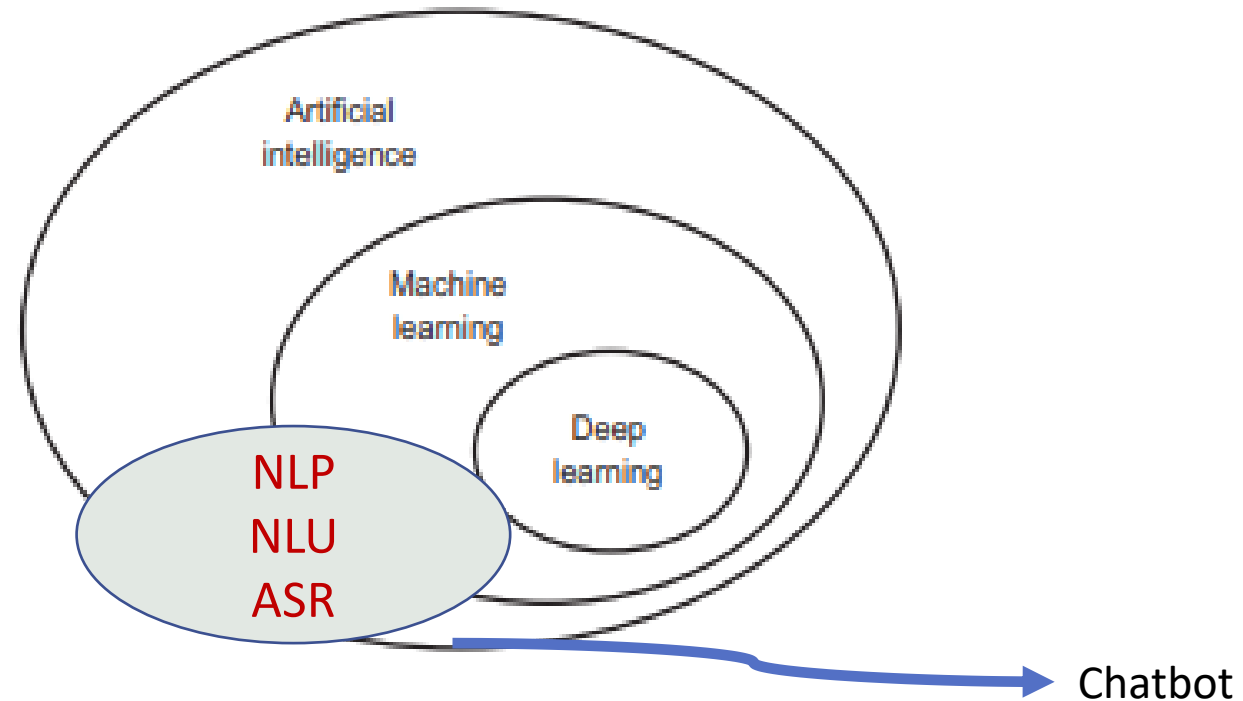 Artificial
intelligence
Machine
learning
Deep
learning
NLP
NLU
ASR
Chatbot